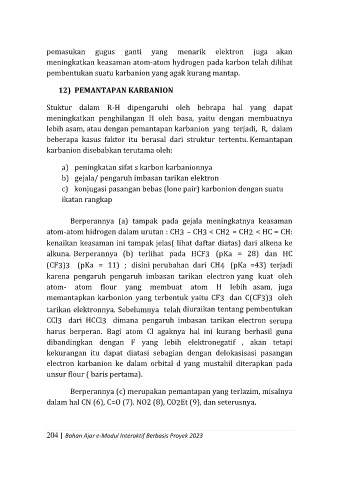 pemasukan gugus ganti yang menarik elektron juga akan
meningkatkan keasaman atom-atom hydrogen pada karbon telah dilihat
pembentukan suatu karbanion yang agak kurang mantap.
12) PEMANTAPAN KARBANION
Stuktur dalam R-H dipengaruhi oleh bebrapa hal yang dapat
meningkatkan penghilangan H oleh basa, yaitu dengan membuatnya
lebih asam, atau dengan pemantapan karbanion yang terjadi, R, dalam
beberapa kasus faktor itu berasal dari struktur tertentu. Kemantapan
karbanion disebabkan terutama oleh:
a) peningkatan sifat s karbon karbanionnya
b) gejala/ pengaruh imbasan tarikan elektron
c) konjugasi pasangan bebas (lone pair) karbonion dengan suatu
ikatan rangkap
Berperannya (a) tampak pada gejala meningkatnya keasaman
atom-atom hidrogen dalam urutan : CH3 – CH3 < CH2 = CH2 < HC = CH:
kenaikan keasaman ini tampak jelas( lihat daftar diatas) dari alkena ke
alkuna. Berperannya (b) terlihat pada HCF3 (pKa = 28) dan HC
(CF3)3 (pKa = 11) ; disini perubahan dari CH4 (pKa =43) terjadi
karena pengaruh pengaruh imbasan tarikan electron yang kuat oleh
atom- atom flour yang membuat atom H lebih asam, juga
memantapkan karbonion yang terbentuk yaitu CF3 dan C(CF3)3 oleh
tarikan elektronnya. Sebelumnya telah diuraikan tentang pembentukan
CCl3 dari HCCl3 dimana pengaruh imbasan tarikan electron serupa
harus berperan. Bagi atom Cl agaknya hal ini kurang berhasil guna
dibandingkan dengan F yang lebih elektronegatif , akan tetapi
kekurangan itu dapat diatasi sebagian dengan delokasisasi pasangan
electron karbanion ke dalam orbital d yang mustahil diterapkan pada
unsur flour ( baris pertama).
Berperannya (c) merupakan pemantapan yang terlazim, misalnya
dalam hal CN (6), C=O (7). NO2 (8), CO2Et (9), dan seterusnya.
204 | Bahan Ajar e-Modul Interaktif Berbasis Proyek 2023